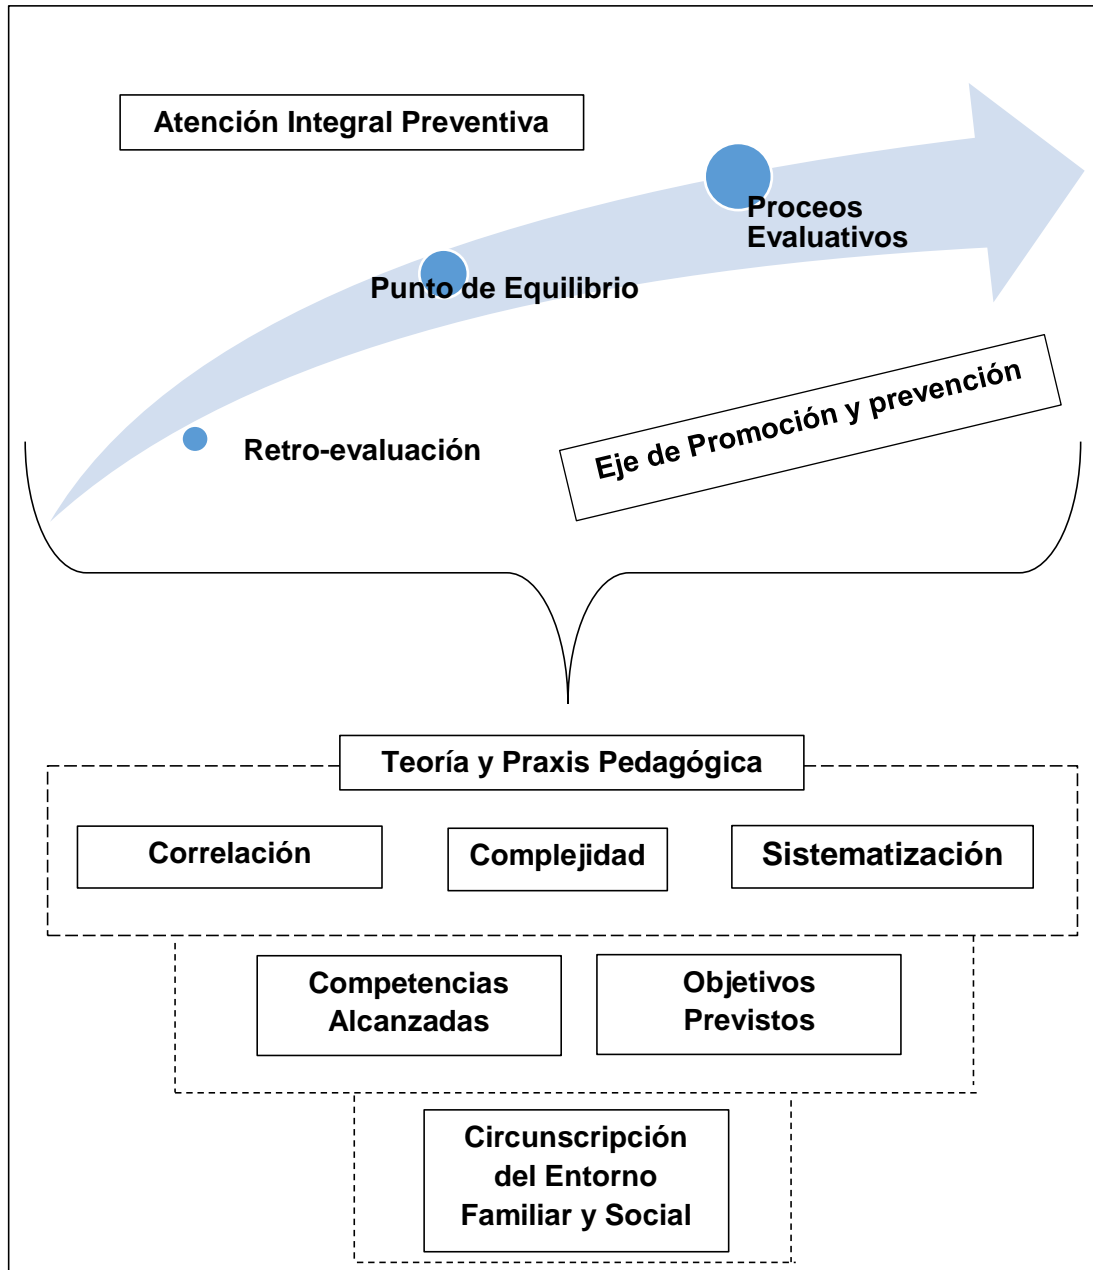 Atención Integral Preventiva
Proceos
Evaluativos
Punto de Equilibrio
Eje de Promoción y prevención
Retro-evaluación
Teoría y Praxis Pedagógica
Correlación
Complejidad
Sistematización
Competencias
Alcanzadas
Objetivos
Previstos
Circunscripción
del Entorno
Familiar y Social